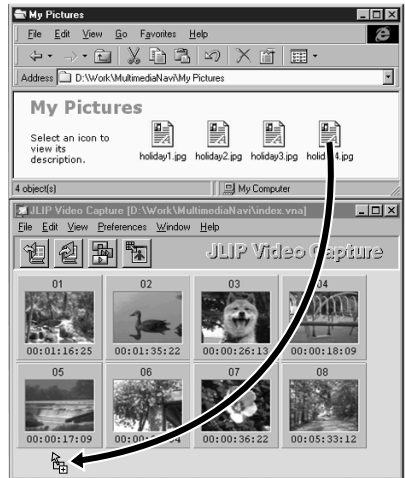 My Pictures
File Edit View Go Favorites Help
Address D:\Work\MultimediaNavi\My Pictures
My Pictures
Select an icon to
view its
description.
holiday1.jpg holiday2.jpg holiday3.jpg
4 object(s) My Computer
JLIP Video Capture [D:\Work\MultimediaNavi\index.vna]
File Edit View Preferences Window Help
JLIP Video Capture
01 02 03 04
00:01:16:25 00:01:35:22 00:00:26:13 00:00:18:09
05 06 07 08
00:00:17:09 00:00:36:22 00:05:33:12